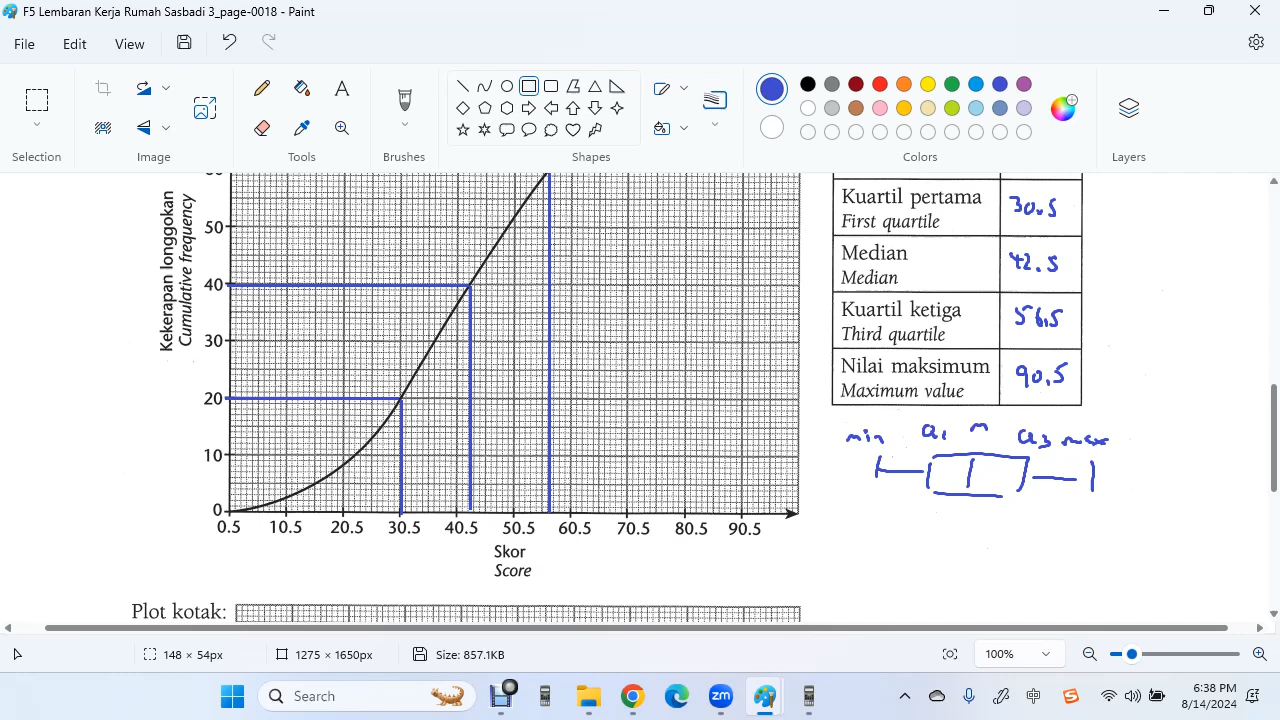 F5 Lembaran Kerja Rumah Sasbadi 3_page-0018 - Paint
File Edit View
Selection Image Tools Brushes Shapes Colors Layers
Kekerapan longgokan
Cumulative frequency
50
40
30
20
10
0
0.5 10.5 20.5 30.5 40.5 50.5 60.5 70.5 80.5 90.5
Skor
Score
Plot kotak:
Kuartil pertama
First quartile
30.5
Median
Median
42.5
Kuartil ketiga
Third quartile
56.5
Nilai maksimum
Maximum value
90.5
min Q1 m Q3 max
148 × 54px 1275 × 1650px Size: 857.1KB 100%
Search
zm
中
6:38 PM
8/14/2024